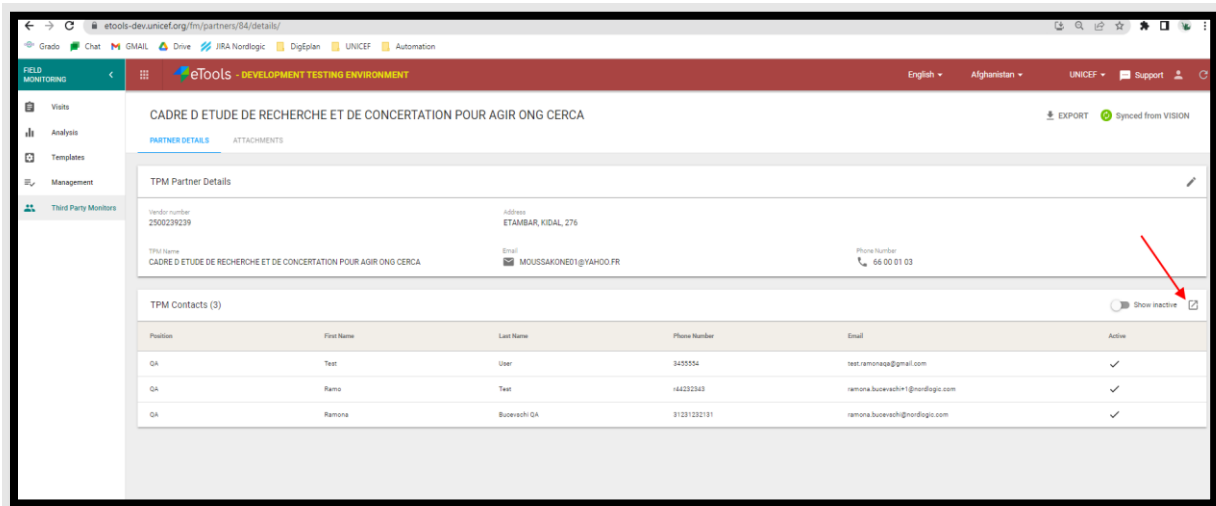 etools-dev.unicef.org/fm/partners/84/details/
Grado Chat GMAIL Drive JIRA Nordlogic DigEplan UNICEF Automation
FIELD MONITORING eTools - DEVELOPMENT TESTING ENVIRONMENT English Afghanistan UNICEF Support
Visits
Analysis
Templates
Management
Third Party Monitors
CADRE D ETUDE DE RECHERCHE ET DE CONCERTATION POUR AGIR ONG CERCA EXPORT Synced from VISION
PARTNER DETAILS ATTACHMENTS
TPM Partner Details
Vendor number Address
2500239239 ETAMBAR, KIDAL, 276
TPM Name Email Phone Number
CADRE D ETUDE DE RECHERCHE ET DE CONCERTATION POUR AGIR ONG CERCA MOUSSAKONE01@YAHOO.FR 66 00 01 03
TPM Contacts (3) Show inactive
Position First Name Last Name Phone Number Email Active
QA Test User 3455554 test.ramonaqa@gmail.com
QA Ramo Test r44232343 ramona.bucevschi+1@nordlogic.com
QA Ramona Bucevschi QA 31231232131 ramona.bucevschi@nordlogic.com